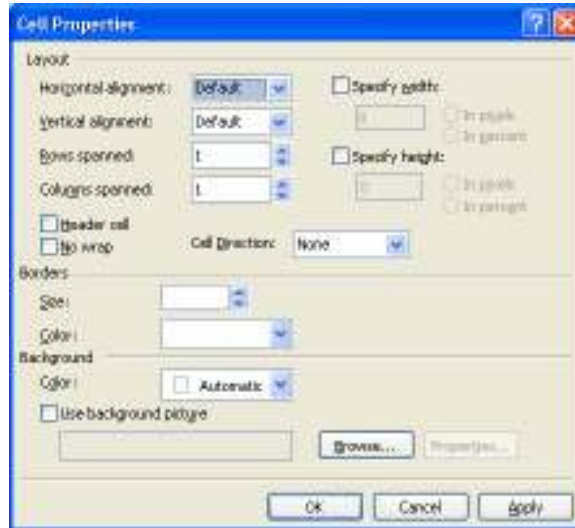 Cell Properties
Layout
Horizontal alignment: Default
Specify width:
0
In pixels
In percent
Vertical alignment: Default
Rows spanned: 1
Specify height:
0
In pixels
In percent
Columns spanned: 1
Header cell
No wrap
Cell Direction: None
Borders
Size:
Color:
Background
Color: Automatic
Use background picture
Browse... Properties...
OK Cancel Apply